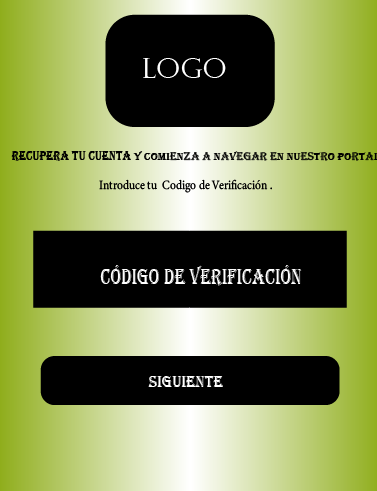 LOGO
RECUPERA TU CUENTA Y COMIENZA A NAVEGAR EN NUESTRO PORTAL
Introduce tu Codigo de Verificación .
CÓDIGO DE VERIFICACIÓN
SIGUIENTE